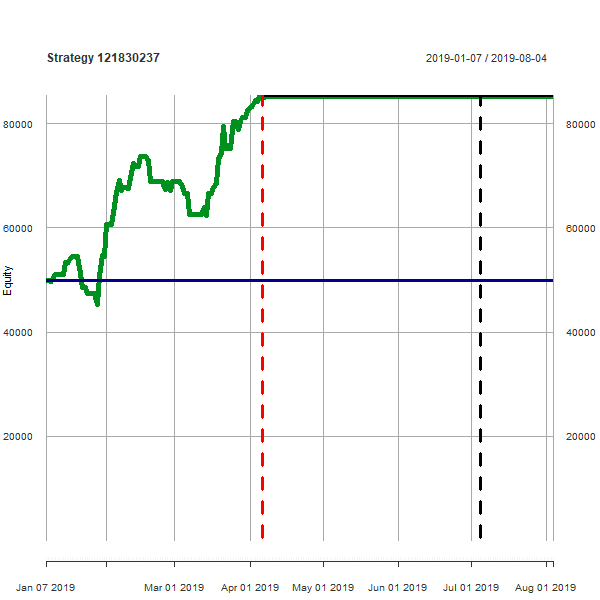 Strategy 121830237
2019-01-07 / 2019-08-04
80000
80000
60000
60000
Equity
40000
40000
20000
20000
Jan 07 2019
Mar 01 2019
Apr 01 2019
May 01 2019
Jun 01 2019
Jul 01 2019
Aug 01 2019